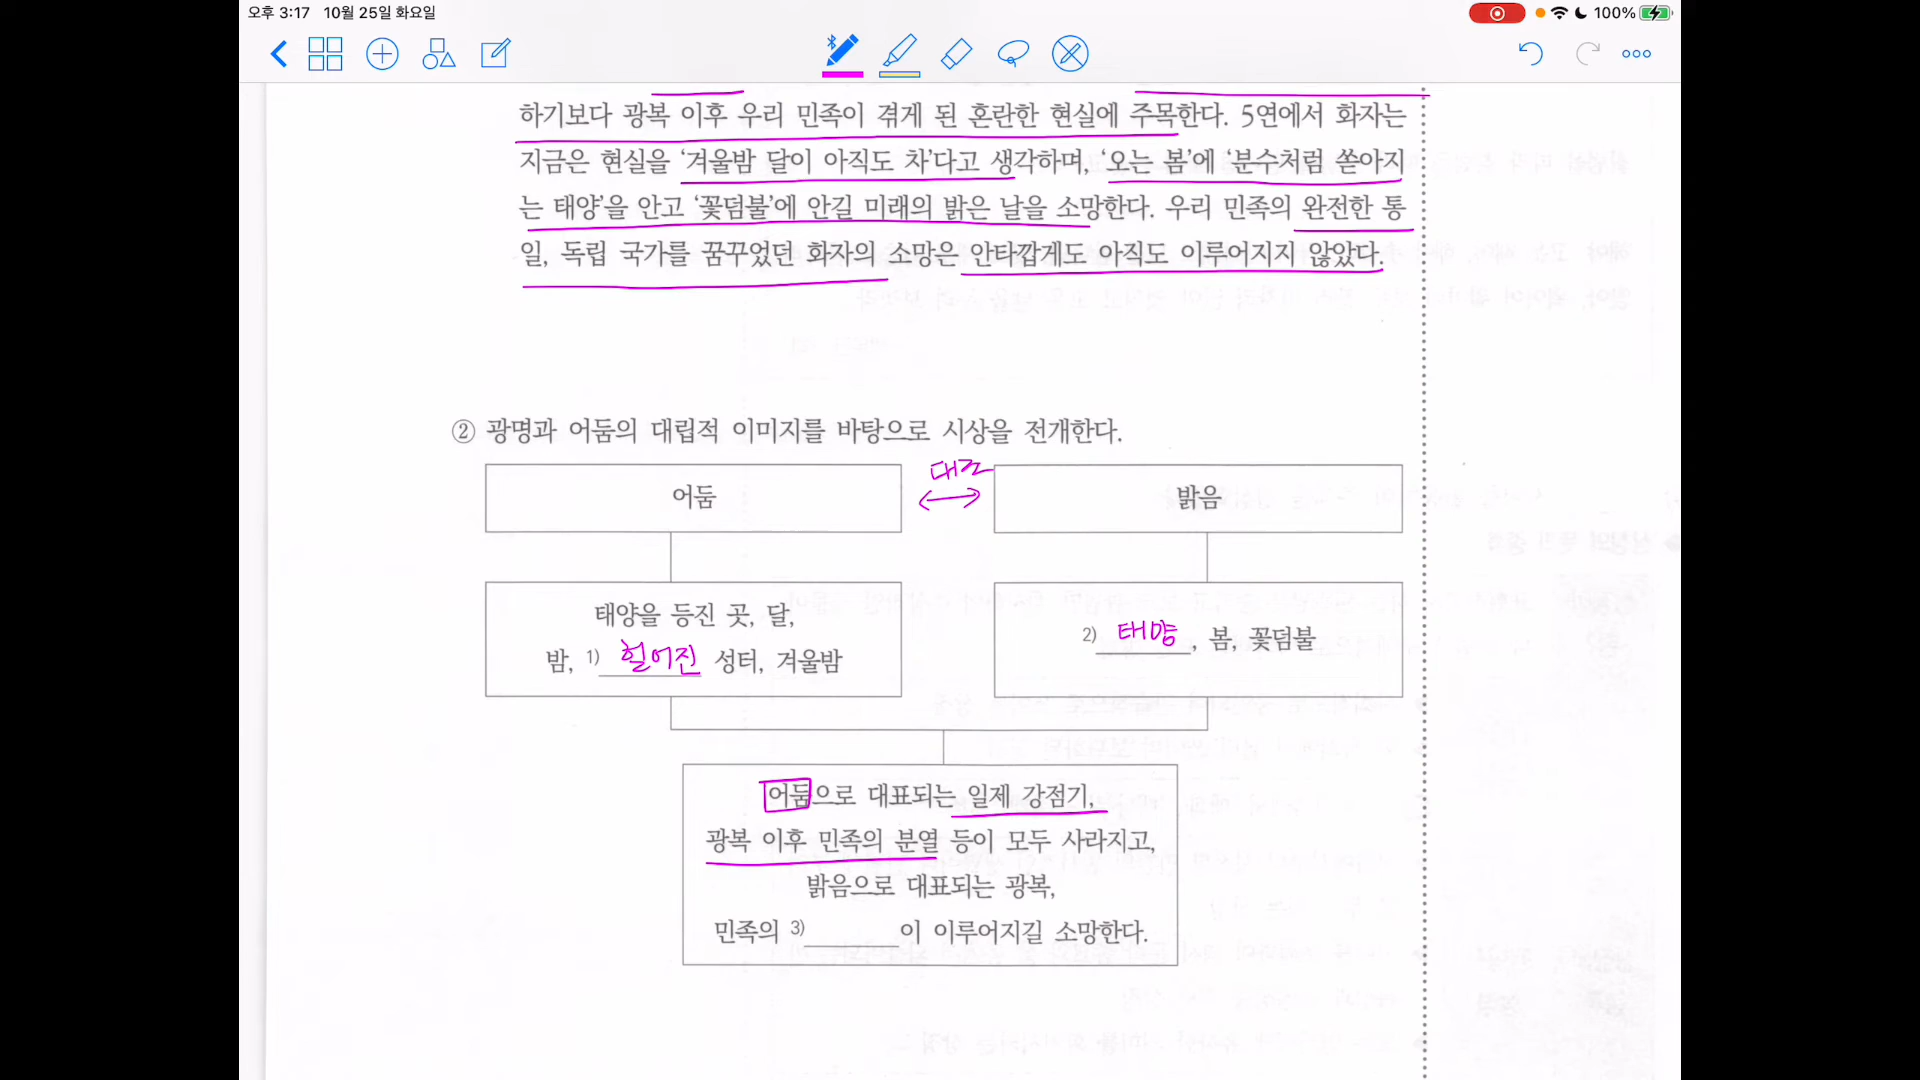 오후 3:17 10월 25일 화요일
100%
하기보다 광복 이후 우리 민족이 겪게 된 혼란한 현실에 주목한다. 5연에서 화자는
지금은 현실을 ‘겨울밤 달이 아직도 차’다고 생각하며, ‘오는 봄’에 ‘분수처럼 쏟아지
는 태양’을 안고 ‘꽃덤불’에 안길 미래의 밝은 날을 소망한다. 우리 민족의 완전한 통
일, 독립 국가를 꿈꾸었던 화자의 소망은 안타깝게도 아직도 이루어지지 않았다.
② 광명과 어둠의 대립적 이미지를 바탕으로 시상을 전개한다.
대조
어둠
밝음
태양을 등진 곳, 달,
밤, 1) 헐어진 성터, 겨울밤
2) 태양, 봄, 꽃덤불
어둠으로 대표되는 일제 강점기,
광복 이후 민족의 분열 등이 모두 사라지고,
밝음으로 대표되는 광복,
민족의 3) 이 이루어지길 소망한다.